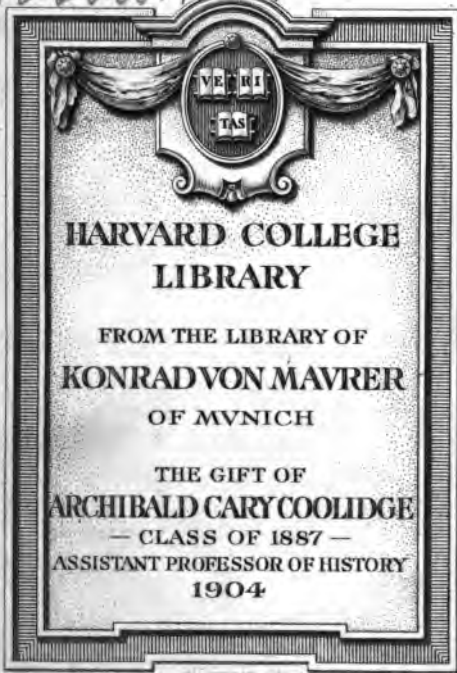 VE RI
TAS
HARVARD COLLEGE
LIBRARY
FROM THE LIBRARY OF
KONRAD VON MAVRER
OF MVNICH
THE GIFT OF
ARCHIBALD CARY COOLIDGE
— CLASS OF 1887 —
ASSISTANT PROFESSOR OF HISTORY
1904